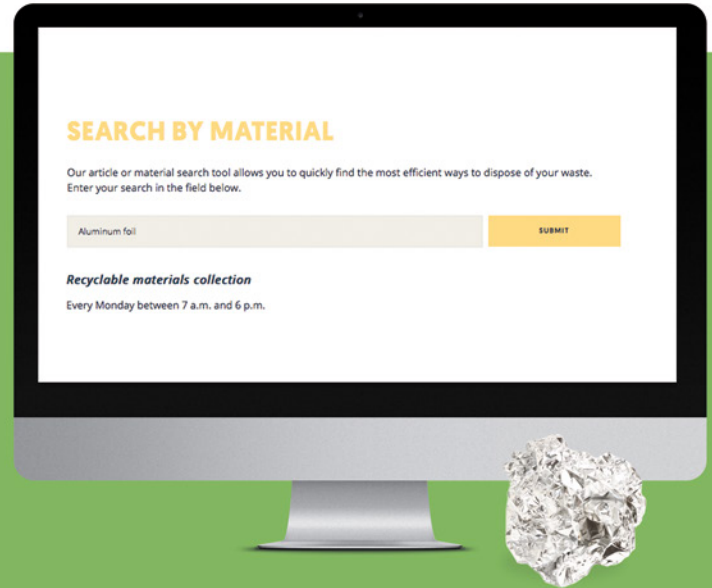 SEARCH BY MATERIAL
Our article or material search tool allows you to quickly find the most efficient ways to dispose of your waste.
Enter your search in the field below.
Aluminum foil
SUBMIT
Recyclable materials collection
Every Monday between 7 a.m. and 6 p.m.